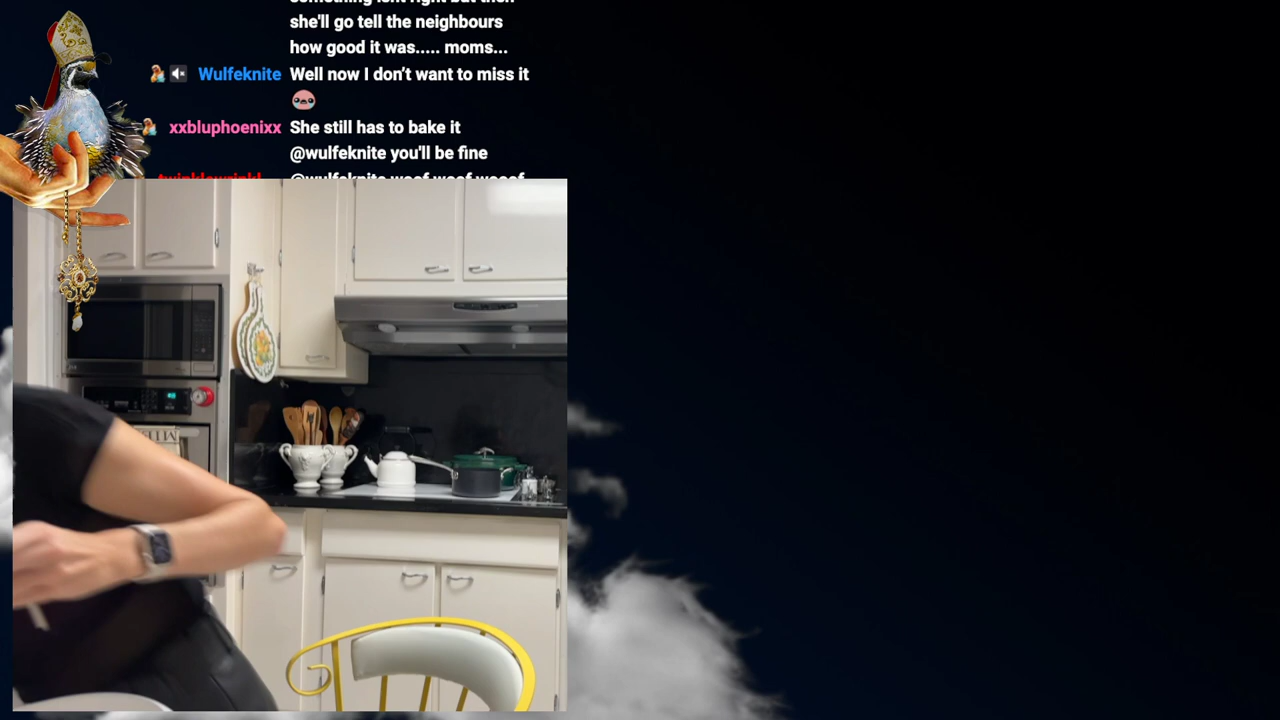 she'll go tell the neighbours
how good it was..... moms...
Wulfeknite Well now I don't want to miss it
xxbluphoenixx She still has to bake it
@wulfeknite you'll be fine